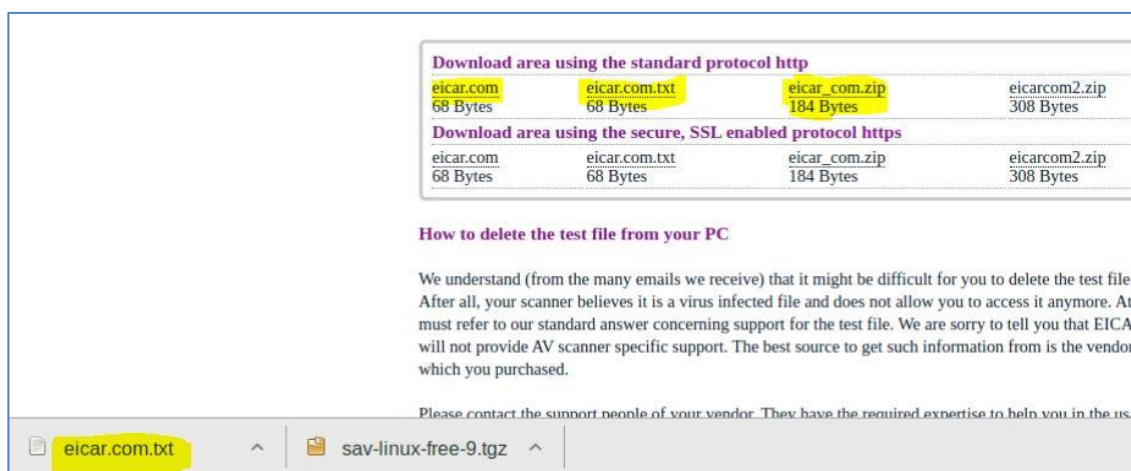 Download area using the standard protocol http
eicar.com eicar.com.txt eicar_com.zip eicarcom2.zip
68 Bytes 68 Bytes 184 Bytes 308 Bytes
Download area using the secure, SSL enabled protocol https
eicar.com eicar.com.txt eicar_com.zip eicarcom2.zip
68 Bytes 68 Bytes 184 Bytes 308 Bytes
How to delete the test file from your PC
We understand (from the many emails we receive) that it might be difficult for you to delete the test file
After all, your scanner believes it is a virus infected file and does not allow you to access it anymore. At
must refer to our standard answer concerning support for the test file. We are sorry to tell you that EICA
will not provide AV scanner specific support. The best source to get such information from is the vendor
which you purchased.
Please contact the support people of your vendor. They have the required expertise to help you in the us
eicar.com.txt sav-linux-free-9.tgz